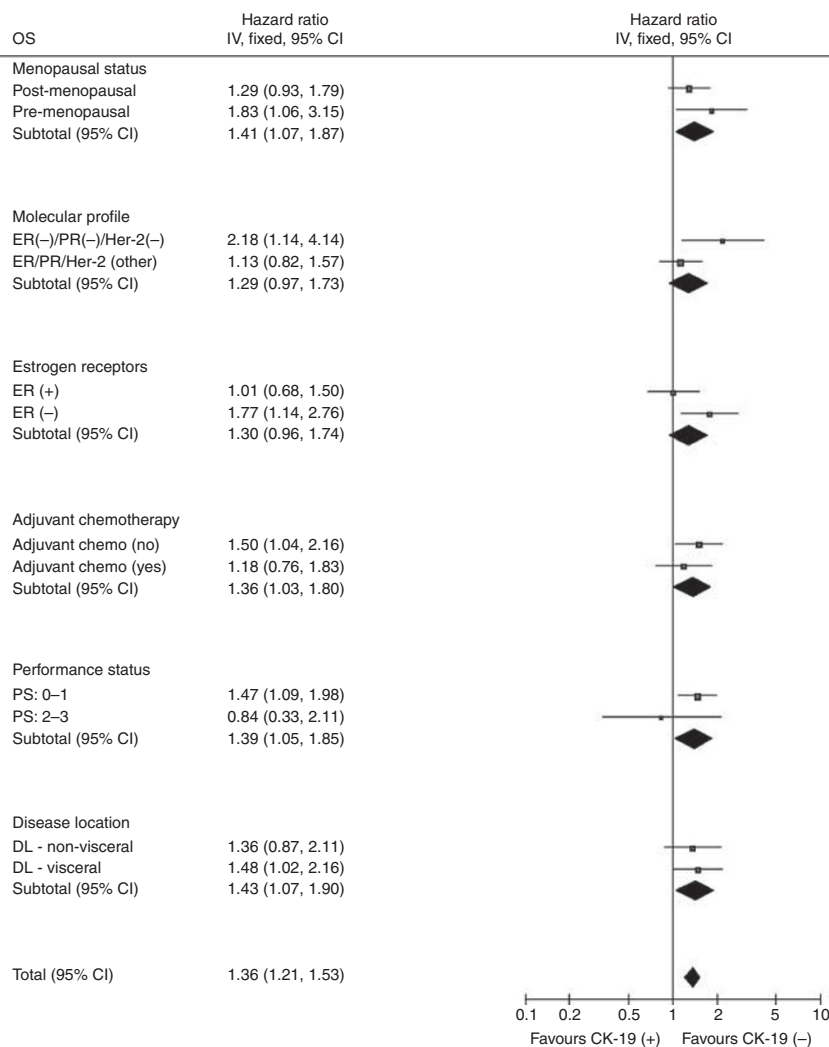 Hazard ratio Hazard ratio
OS IV, fixed, 95% CI IV, fixed, 95% CI
Menopausal status
Post-menopausal 1.29 (0.93, 1.79)
Pre-menopausal 1.83 (1.06, 3.15)
Subtotal (95% CI) 1.41 (1.07, 1.87)
Molecular profile
ER(–)/PR(–)/Her-2(–) 2.18 (1.14, 4.14)
ER/PR/Her-2 (other) 1.13 (0.82, 1.57)
Subtotal (95% CI) 1.29 (0.97, 1.73)
Estrogen receptors
ER (+) 1.01 (0.68, 1.50)
ER (–) 1.77 (1.14, 2.76)
Subtotal (95% CI) 1.30 (0.96, 1.74)
Adjuvant chemotherapy
Adjuvant chemo (no) 1.50 (1.04, 2.16)
Adjuvant chemo (yes) 1.18 (0.76, 1.83)
Subtotal (95% CI) 1.36 (1.03, 1.80)
Performance status
PS: 0–1 1.47 (1.09, 1.98)
PS: 2–3 0.84 (0.33, 2.11)
Subtotal (95% CI) 1.39 (1.05, 1.85)
Disease location
DL - non-visceral 1.36 (0.87, 2.11)
DL - visceral 1.48 (1.02, 2.16)
Subtotal (95% CI) 1.43 (1.07, 1.90)
Total (95% CI) 1.36 (1.21, 1.53)
0.1 0.2 0.5 1 2 5 10
Favours CK-19 (+) Favours CK-19 (–)